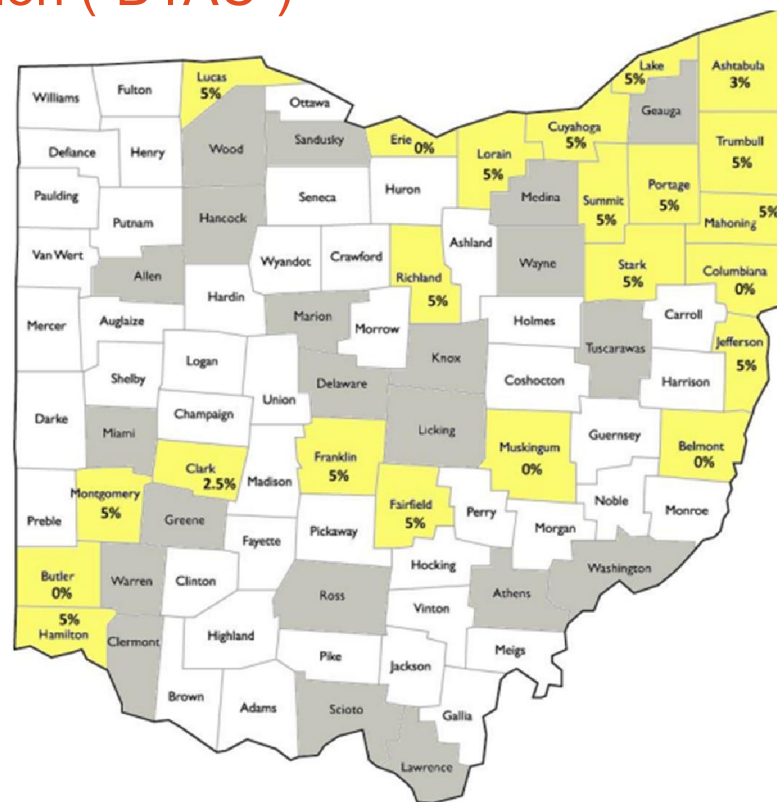 ion ( BTAC )
Lucas
5%
Williams
Fulton
Ottawa
Lake
5%
Ashtabula
3%
Geauga
Defiance
Henry
Wood
Sandusky
Erie 0%
Lorain
5%
Cuyahoga
5%
Trumbull
5%
Paulding
Putnam
Hancock
Seneca
Huron
Medina
Summit
5%
Portage
5%
Mahoning 5%
Van Wert
Allen
Wyandot
Crawford
Richland
5%
Ashland
Wayne
Stark
5%
Columbiana
0%
Mercer
Auglaize
Hardin
Marion
Morrow
Holmes
Carroll
Jefferson
5%
Shelby
Logan
Knox
Tuscarawas
Coshocton
Harrison
Darke
Champaign
Union
Delaware
Miami
Licking
Guernsey
Belmont
0%
Clark
2.5%
Madison
Franklin
5%
Muskingum
0%
Montgomery
5%
Preble
Greene
Fairfield
5%
Perry
Noble
Monroe
Fayette
Pickaway
Morgan
Butler
0%
Warren
Clinton
Hocking
Washington
Ross
Athens
Vinton
5%
Hamilton
Clermont
Highland
Pike
Jackson
Meigs
Brown
Adams
Scioto
Gallia
Lawrence